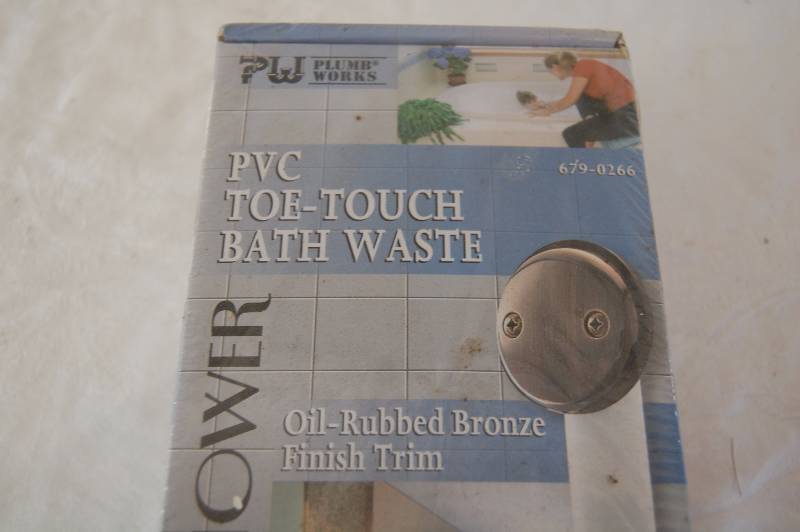 PW PLUMB®
WORKS
679-0266
PVC
TOE-TOUCH
BATH WASTE
Oil-Rubbed Bronze
Finish Trim
OWER